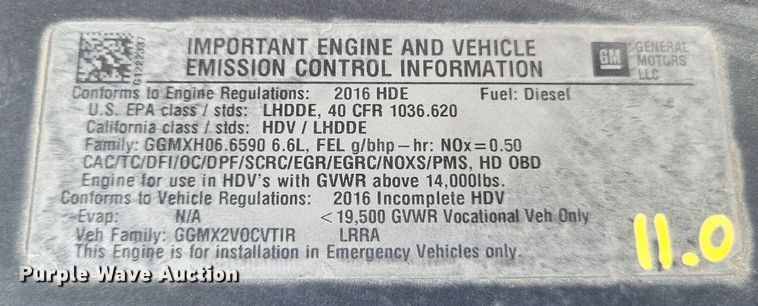 IMPORTANT ENGINE AND VEHICLE
EMISSION CONTROL INFORMATION
GM
GENERAL
MOTORS
LLC
Conforms to Engine Regulations: 2016 HDE Fuel: Diesel
U.S. EPA class / stds: LHDDE, 40 CFR 1036.620
California class / stds: HDV / LHDDE
Family: GGMXH06.6590 6.6L, FEL g/bhp-hr: NOx=0.50
CAC/TC/DFI/OC/DPF/SCRC/EGR/EGRC/NOXS/PMS, HD OBD
Engine for use in HDV's with GVWR above 14,000lbs.
Conforms to Vehicle Regulations: 2016 Incomplete HDV
-Evap: N/A <19,500 GVWR Vocational Veh Only
Veh Family: GGMX2VOCVTIR LRRA
This Engine is for installation in Emergency Vehicles only.
11.0
Purple Wave Auction